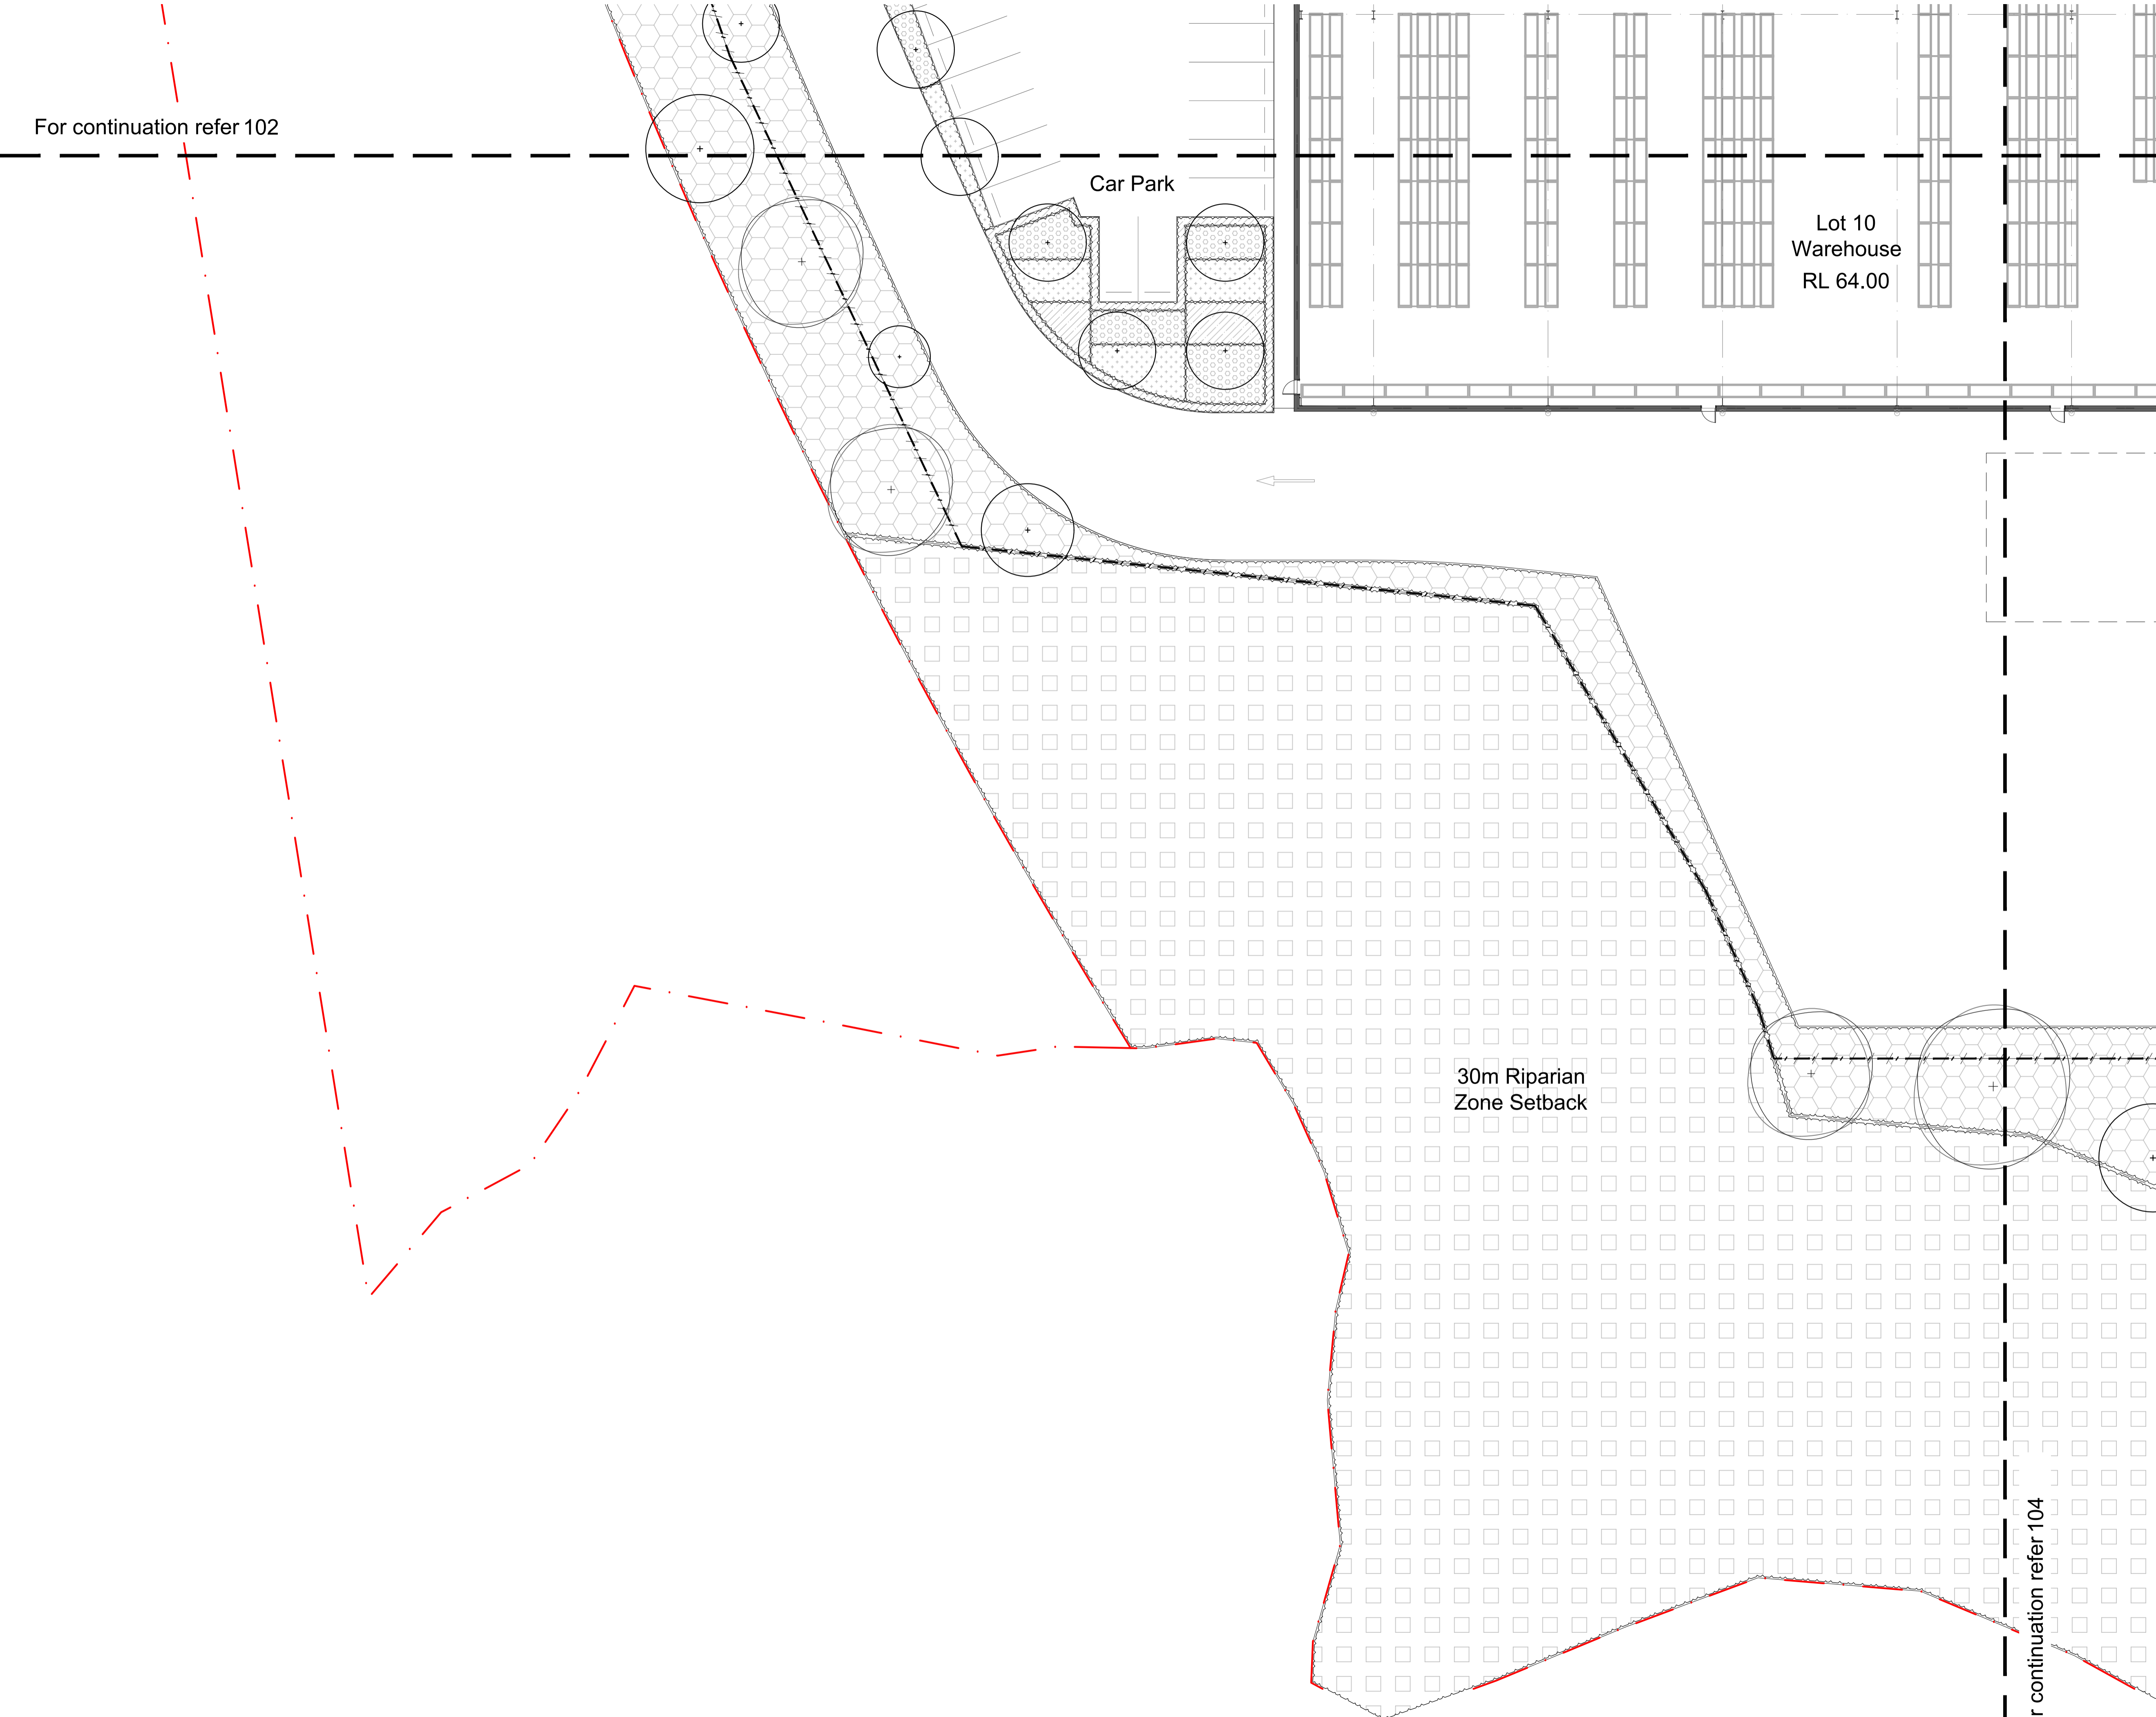 For continuation refer 102
Car Park
Lot 10
Warehouse
RL 64.00
30m Riparian
Zone Setback
r continuation refer 104